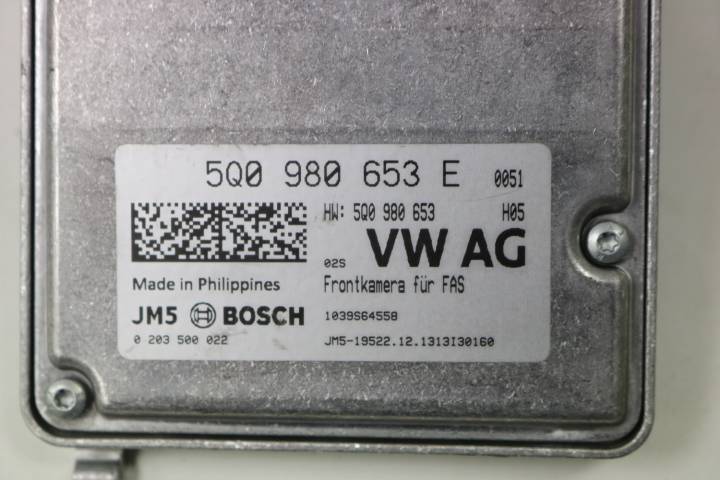 5Q0 980 653 E 0051
HW: 5Q0 980 653 H05
02S VW AG
Made in Philippines Frontkamera für FAS
JM5 BOSCH 1039S64558
0 203 500 022 JM5-19522.12.1313I30160